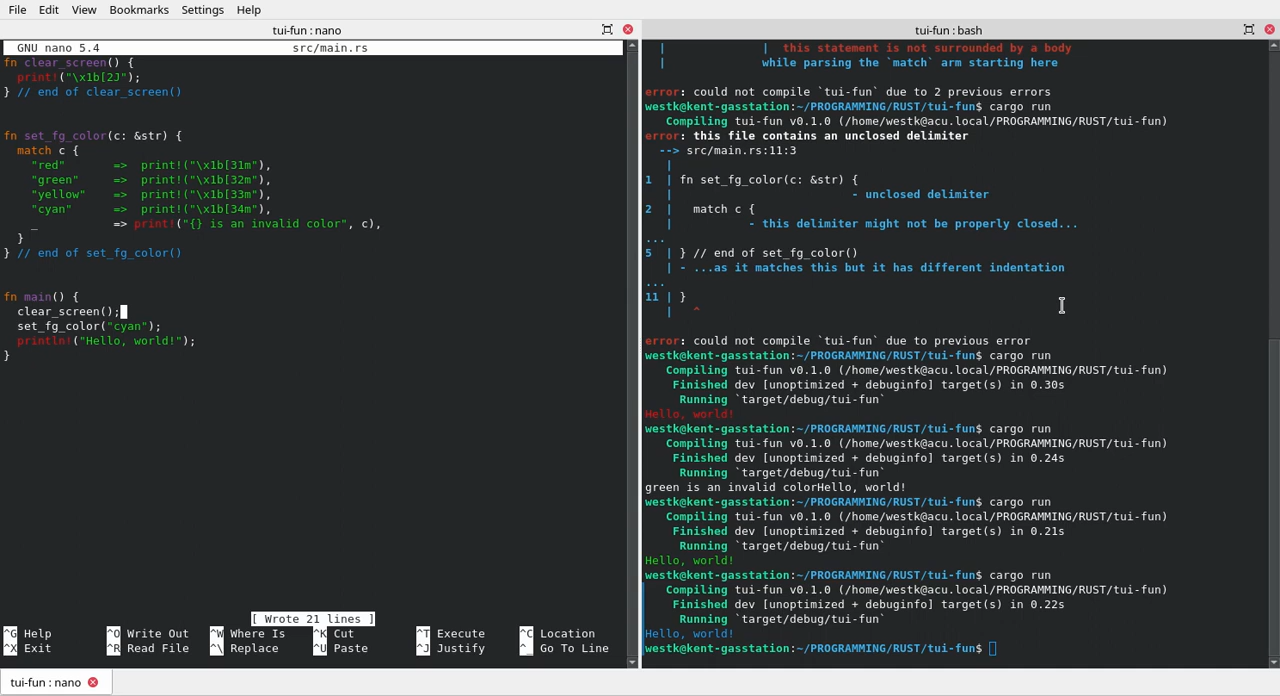 File Edit View Bookmarks Settings Help
tui-fun : nano
GNU nano 5.4 src/main.rs
fn clear_screen() {
  print!("\x1b[2J");
} // end of clear_screen()
fn set_fg_color(c: &str) {
  match c {
    "red" => print!("\x1b[31m"),
    "green" => print!("\x1b[32m"),
    "yellow" => print!("\x1b[33m"),
    "cyan" => print!("\x1b[34m"),
    _ => print!("{} is an invalid color", c),
  }
} // end of set_fg_color()
fn main() {
  clear_screen();
  set_fg_color("cyan");
  println!("Hello, world!");
}
[ Wrote 21 lines ]
^G Help ^O Write Out ^W Where Is ^K Cut ^T Execute ^C Location
^X Exit ^R Read File ^\ Replace ^U Paste ^J Justify ^_ Go To Line
tui-fun : bash
| | this statement is not surrounded by a body
| while parsing the `match` arm starting here
error: could not compile `tui-fun` due to 2 previous errors
westk@kent-gasstation:~/PROGRAMMING/RUST/tui-fun$ cargo run
Compiling tui-fun v0.1.0 (/home/westk@acu.local/PROGRAMMING/RUST/tui-fun)
error: this file contains an unclosed delimiter
--> src/main.rs:11:3
|
1 | fn set_fg_color(c: &str) {
| - unclosed delimiter
2 | match c {
| - this delimiter might not be properly closed...
...
5 | } // end of set_fg_color()
| - ...as it matches this but it has different indentation
...
11 | }
| ^
error: could not compile `tui-fun` due to previous error
westk@kent-gasstation:~/PROGRAMMING/RUST/tui-fun$ cargo run
Compiling tui-fun v0.1.0 (/home/westk@acu.local/PROGRAMMING/RUST/tui-fun)
Finished dev [unoptimized + debuginfo] target(s) in 0.30s
Running `target/debug/tui-fun`
Hello, world!
westk@kent-gasstation:~/PROGRAMMING/RUST/tui-fun$ cargo run
Compiling tui-fun v0.1.0 (/home/westk@acu.local/PROGRAMMING/RUST/tui-fun)
Finished dev [unoptimized + debuginfo] target(s) in 0.24s
Running `target/debug/tui-fun`
green is an invalid colorHello, world!
westk@kent-gasstation:~/PROGRAMMING/RUST/tui-fun$ cargo run
Compiling tui-fun v0.1.0 (/home/westk@acu.local/PROGRAMMING/RUST/tui-fun)
Finished dev [unoptimized + debuginfo] target(s) in 0.21s
Running `target/debug/tui-fun`
Hello, world!
westk@kent-gasstation:~/PROGRAMMING/RUST/tui-fun$ cargo run
Compiling tui-fun v0.1.0 (/home/westk@acu.local/PROGRAMMING/RUST/tui-fun)
Finished dev [unoptimized + debuginfo] target(s) in 0.22s
Running `target/debug/tui-fun`
Hello, world!
westk@kent-gasstation:~/PROGRAMMING/RUST/tui-fun$
tui-fun : nano